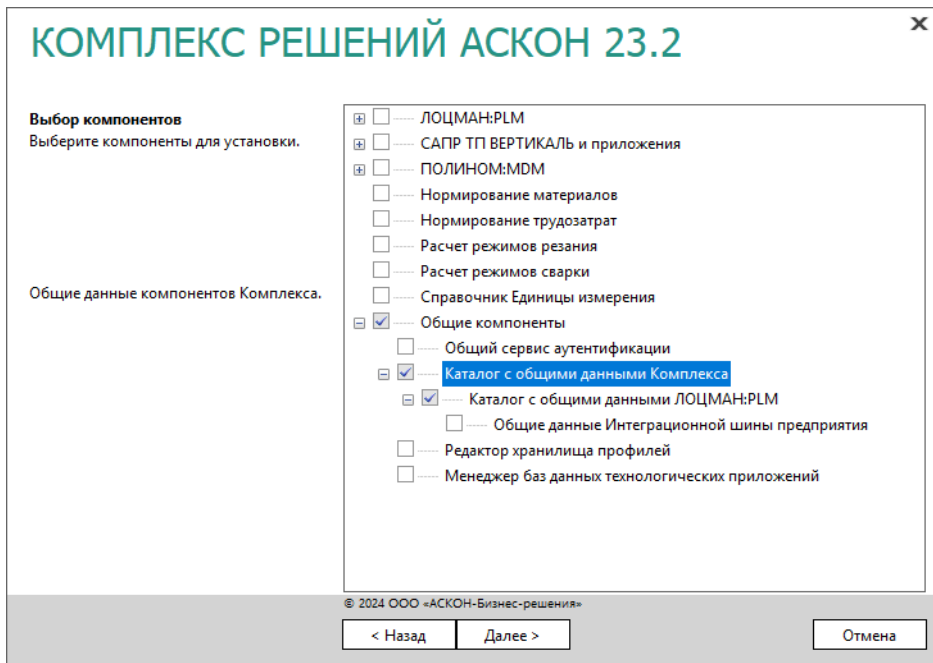 КОМПЛЕКС РЕШЕНИЙ АСКОН 23.2
x
Выбор компонентов
Выберите компоненты для установки.
Общие данные компонентов Комплекса.
ЛОЦМАН:PLM
САПР ТП ВЕРТИКАЛЬ и приложения
ПОЛИНОМ:MDM
Нормирование материалов
Нормирование трудозатрат
Расчет режимов резания
Расчет режимов сварки
Справочник Единицы измерения
Общие компоненты
Общий сервис аутентификации
Каталог с общими данными Комплекса
Каталог с общими данными ЛОЦМАН:PLM
Общие данные Интеграционной шины предприятия
Редактор хранилища профилей
Менеджер баз данных технологических приложений
© 2024 ООО «АСКОН-Бизнес-решения»
< Назад
Далее >
Отмена